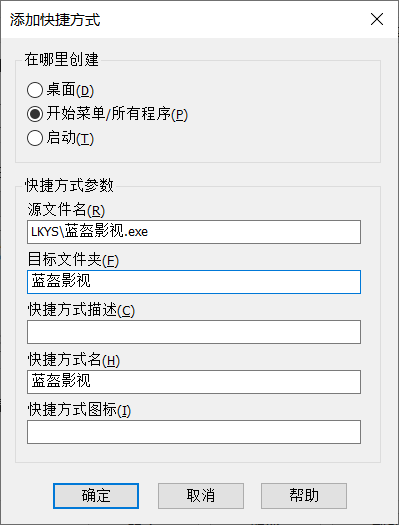 添加快捷方式
在哪里创建
桌面(D)
开始菜单/所有程序(P)
启动(T)
快捷方式参数
源文件名(R)
LKYS\蓝盔影视.exe
目标文件夹(F)
蓝盔影视
快捷方式描述(C)
快捷方式名(H)
蓝盔影视
快捷方式图标(I)
确定
取消
帮助